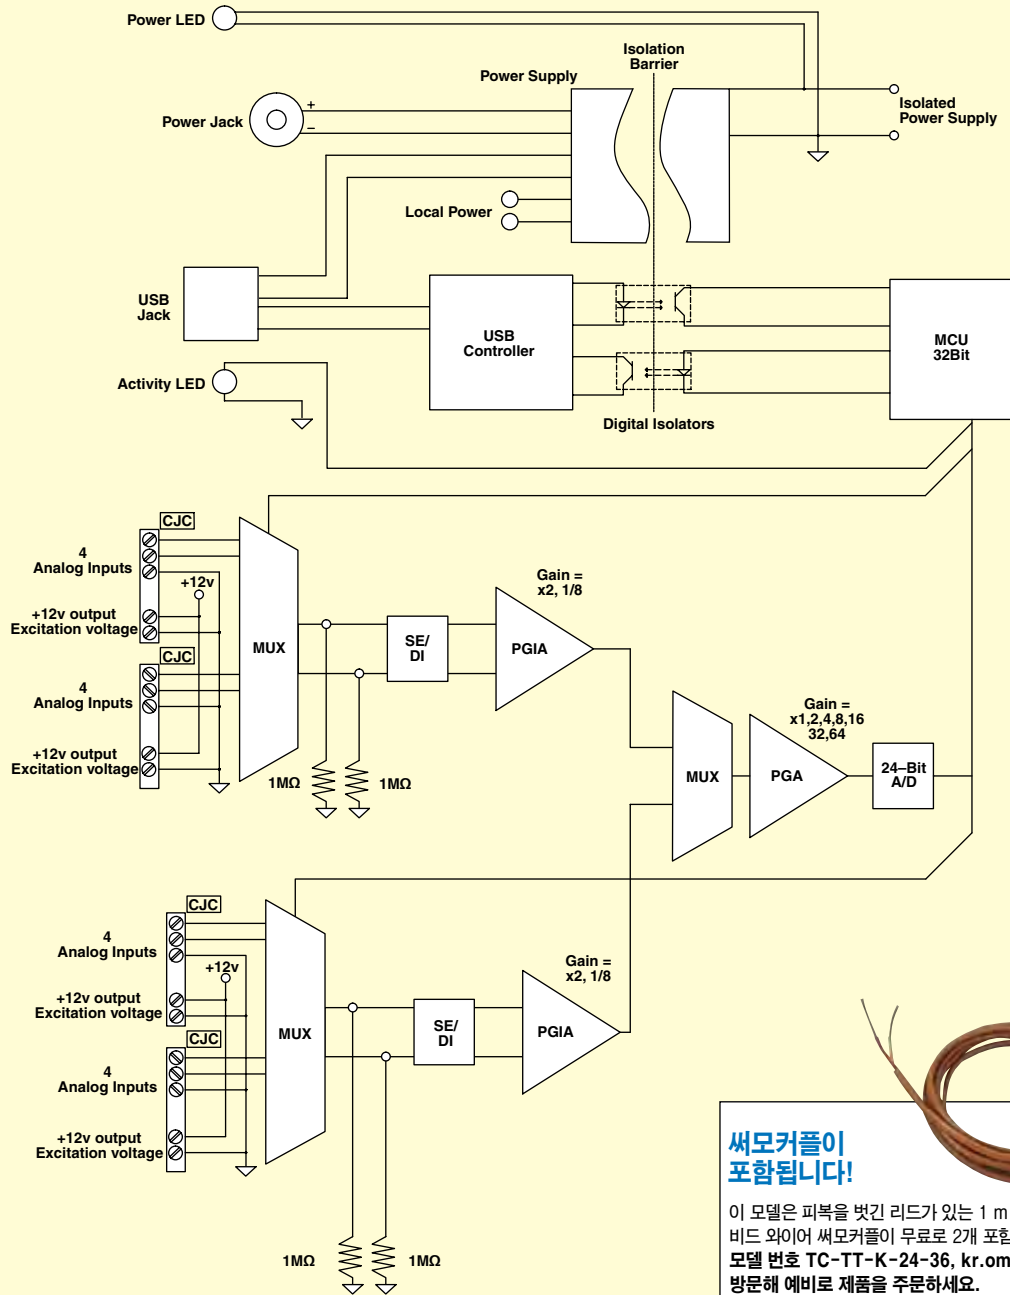 Power LED
Isolation
Barrier
Power Supply
Power Jack
+
−
Isolated
Power Supply
Local Power
USB
Jack
USB
Controller
MCU
32Bit
Activity LED
Digital Isolators
CJC
4
Analog Inputs
+12v
+12v output
Excitation voltage
CJC
4
Analog Inputs
+12v output
Excitation voltage
MUX
1MΩ
1MΩ
SE/
DI
Gain =
x2, 1/8
PGIA
MUX
Gain =
x1,2,4,8,16
32,64
PGA
24–Bit
A/D
CJC
4
Analog Inputs
+12v
+12v output
Excitation voltage
CJC
4
Analog Inputs
+12v output
Excitation voltage
MUX
SE/
DI
Gain =
x2, 1/8
PGIA
1MΩ
1MΩ
써모커플이
포함됩니다!
이 모델은 피복을 벗긴 리드가 있는 1 m
비드 와이어 써모커플이 무료로 2개 포함
모델 번호 TC-TT-K-24-36, kr.om
방문해 예비로 제품을 주문하세요.